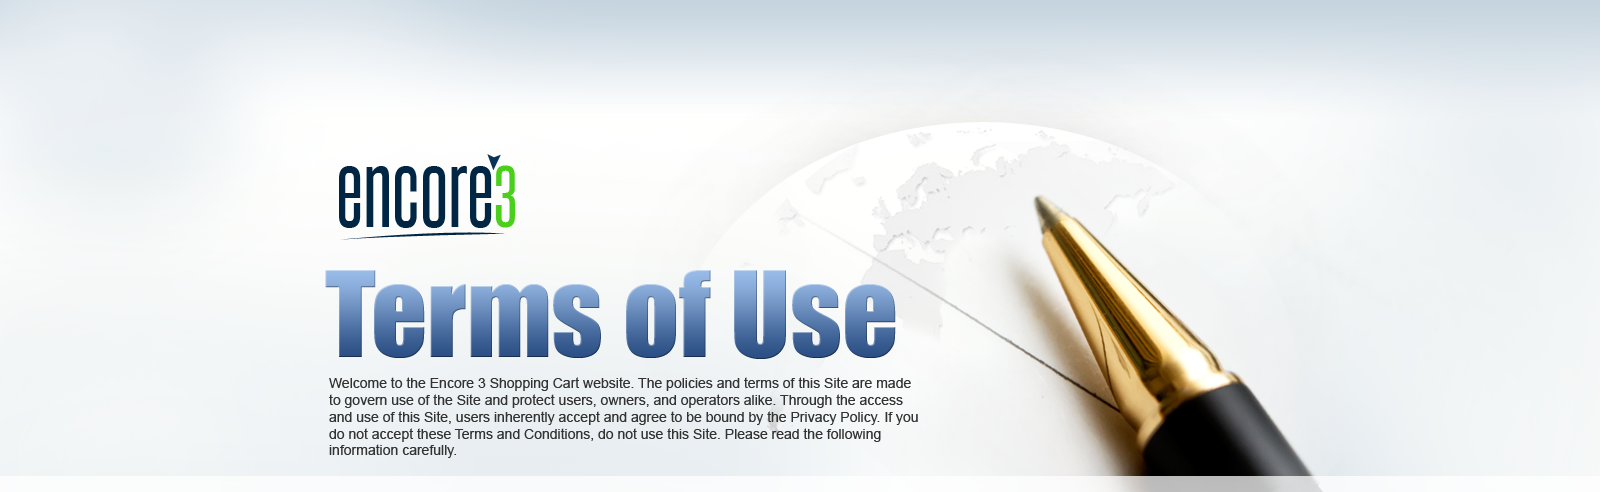 encore3
Terms of Use
Welcome to the Encore 3 Shopping Cart website. The policies and terms of this Site are made
to govern use of the Site and protect users, owners, and operators alike. Through the access
and use of this Site, users inherently accept and agree to be bound by the Privacy Policy. If you
do not accept these Terms and Conditions, do not use this Site. Please read the following
information carefully.